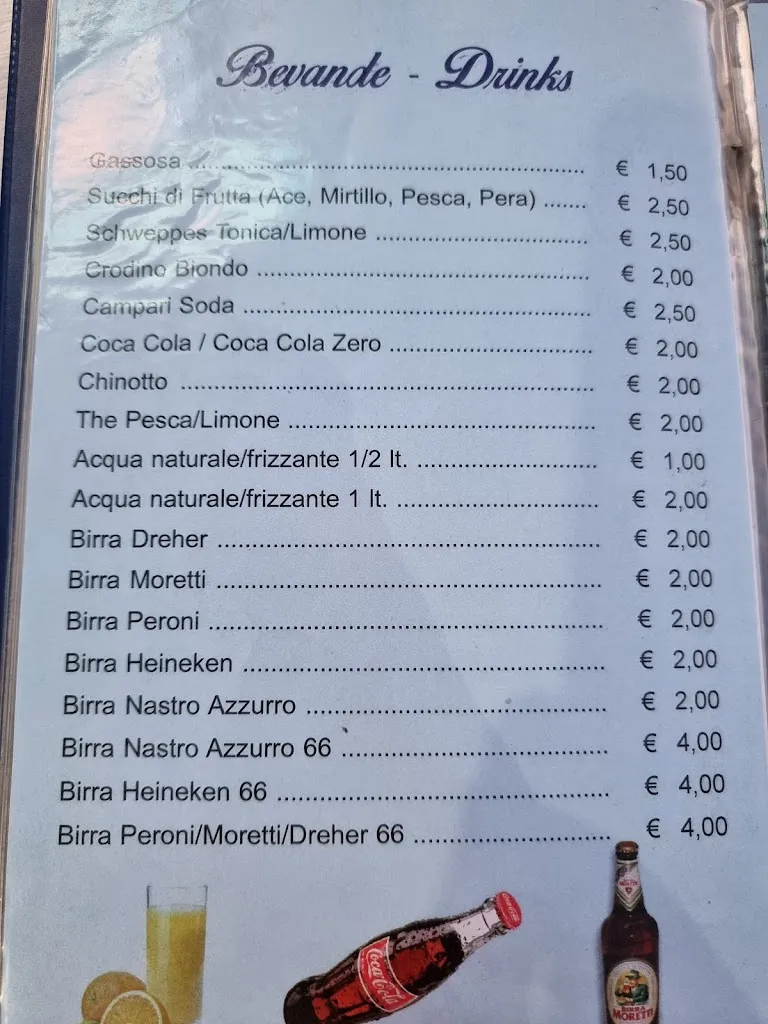 Bevande - Drinks
Gassosa ........................................................ € 1,50
Succhi di Frutta (Ace, Mirtillo, Pesca, Pera) ....... € 2,50
Schweppes Tonica/Limone .................................. € 2,50
Crodino Biondo .................................................. € 2,00
Campari Soda .................................................... € 2,50
Coca Cola / Coca Cola Zero ................................ € 2,00
Chinotto ............................................................ € 2,00
The Pesca/Limone ............................................. € 2,00
Acqua naturale/frizzante 1/2 lt. .......................... € 1,00
Acqua naturale/frizzante 1 lt. ............................. € 2,00
Birra Dreher ...................................................... € 2,00
Birra Moretti ...................................................... € 2,00
Birra Peroni ....................................................... € 2,00
Birra Heineken .................................................. € 2,00
Birra Nastro Azzurro .......................................... € 2,00
Birra Nastro Azzurro 66 ..................................... € 4,00
Birra Heineken 66 .............................................. € 4,00
Birra Peroni/Moretti/Dreher 66 ........................... € 4,00
Coca-Cola
BIRRA
MORETTI